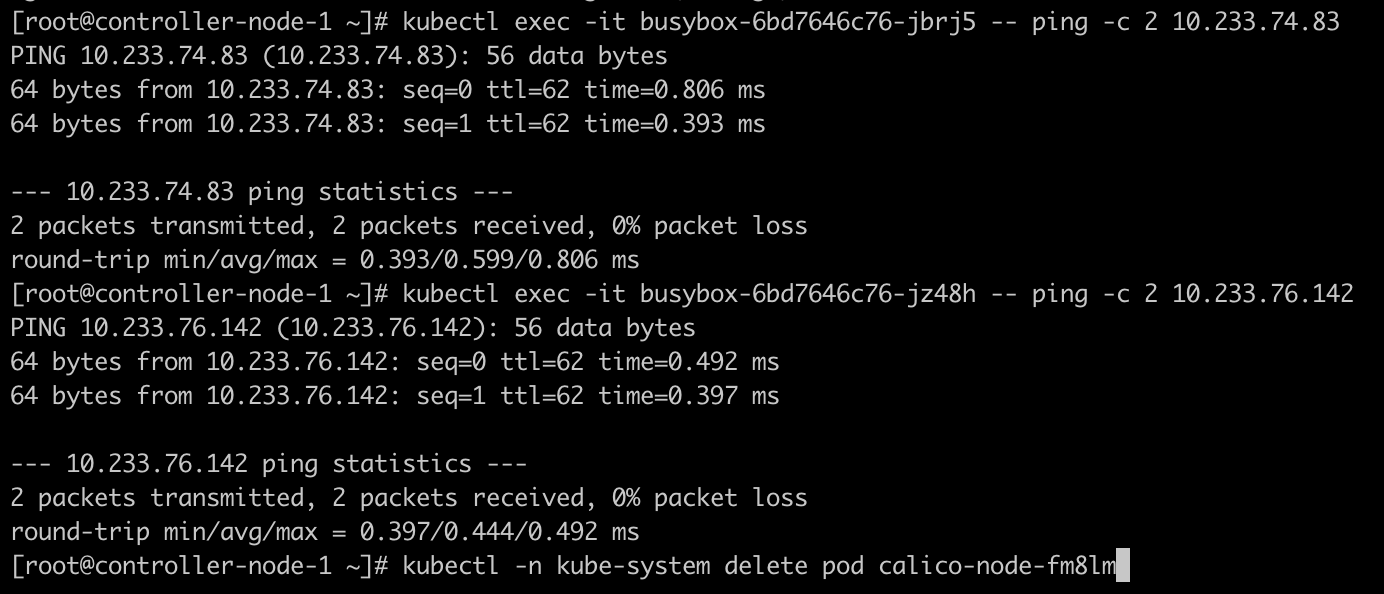 [root@controller-node-1 ~]# kubectl exec -it busybox-6bd7646c76-jbrj5 -- ping -c 2 10.233.74.83
PING 10.233.74.83 (10.233.74.83): 56 data bytes
64 bytes from 10.233.74.83: seq=0 ttl=62 time=0.806 ms
64 bytes from 10.233.74.83: seq=1 ttl=62 time=0.393 ms

--- 10.233.74.83 ping statistics ---
2 packets transmitted, 2 packets received, 0% packet loss
round-trip min/avg/max = 0.393/0.599/0.806 ms
[root@controller-node-1 ~]# kubectl exec -it busybox-6bd7646c76-jz48h -- ping -c 2 10.233.76.142
PING 10.233.76.142 (10.233.76.142): 56 data bytes
64 bytes from 10.233.76.142: seq=0 ttl=62 time=0.492 ms
64 bytes from 10.233.76.142: seq=1 ttl=62 time=0.397 ms

--- 10.233.76.142 ping statistics ---
2 packets transmitted, 2 packets received, 0% packet loss
round-trip min/avg/max = 0.397/0.444/0.492 ms
[root@controller-node-1 ~]# kubectl -n kube-system delete pod calico-node-fm8lm